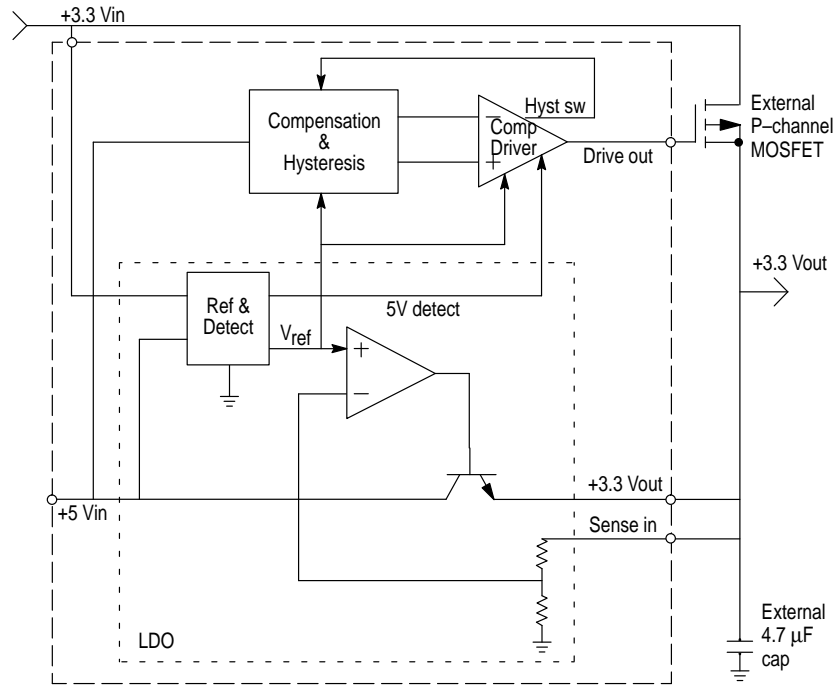 +3.3 Vin
Compensation
&
Hysteresis
Hyst sw
−
Comp
Driver
+
Drive out
External
P–channel
MOSFET
+3.3 Vout
Ref &
Detect
5V detect
Vref
+
−
+3.3 Vout
+5 Vin
Sense in
LDO
External
4.7 μF
cap